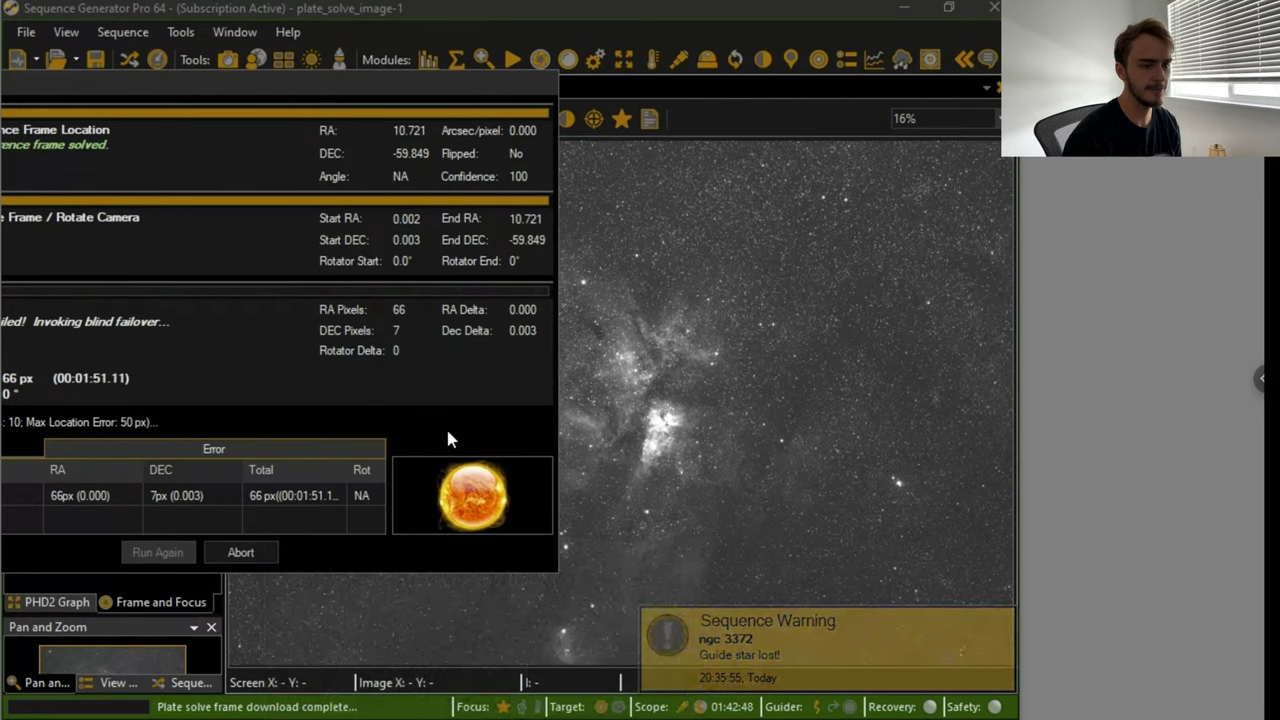 Sequence Generator Pro 64 - (Subscription Active) - plate_solve_image-1
File View Sequence Tools Window Help
Tools: Modules:
16%
nce Frame Location
rence frame solved.
RA: 10.721 Arcsec/pixel: 0.000
DEC: -59.849 Flipped: No
Angle: NA Confidence: 100
e Frame / Rotate Camera
Start RA: 0.002 End RA: 10.721
Start DEC: 0.003 End DEC: -59.849
Rotator Start: 0.0° Rotator End: 0°
RA Pixels: 66 RA Delta: 0.000
iled! Invoking blind failover...
DEC Pixels: 7 Dec Delta: 0.003
Rotator Delta: 0
66 px (00:01:51.11)
0 °
: 10; Max Location Error: 50 px)...
Error
RA DEC Total Rot
66px (0.000) 7px (0.003) 66 px((00:01:51.1... NA
Run Again Abort
PHD2 Graph Frame and Focus
Pan and Zoom
Sequence Warning
ngc 3372
Guide star lost!
20:35:55, Today
Pan an... View ... Seque... Screen X: - Y: - Image X: - Y: - I: -
Plate solve frame download complete... Focus: Target: Scope: 01:42:48 Guider: Recovery: Safety: